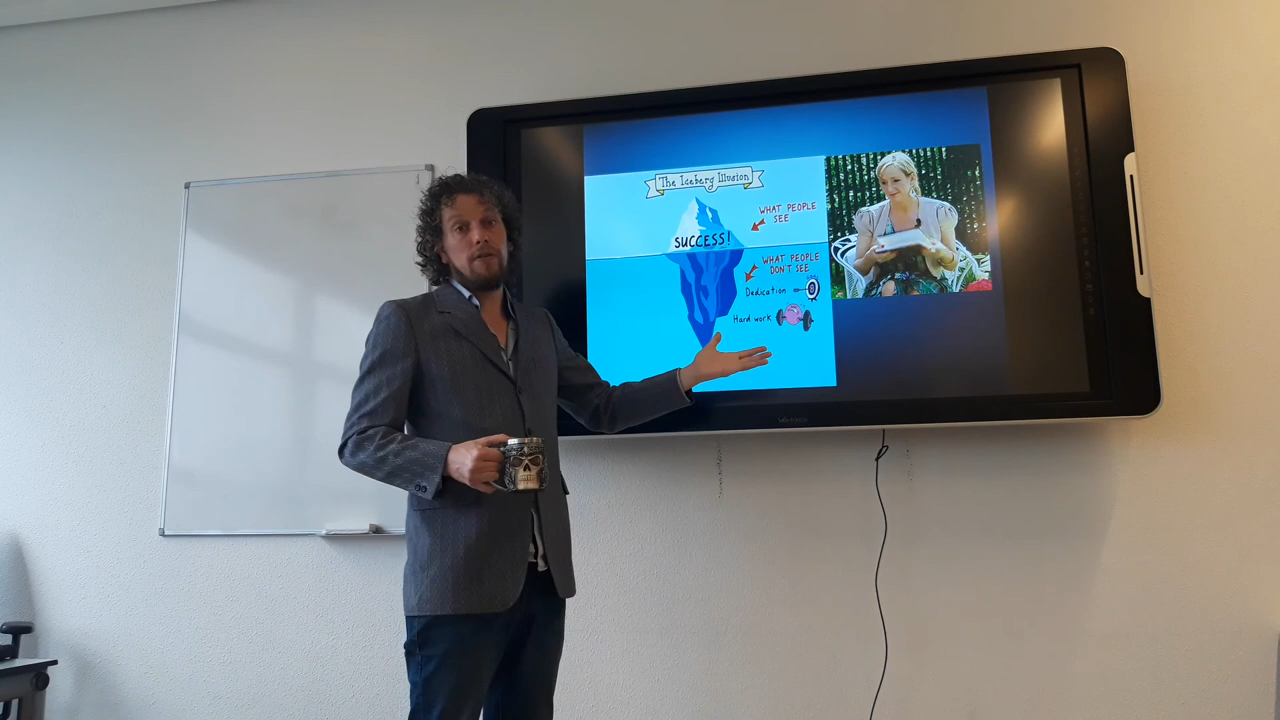 The Iceberg Illusion
WHAT PEOPLE
SEE
SUCCESS!
WHAT PEOPLE
DON'T SEE
Dedication
Hard work